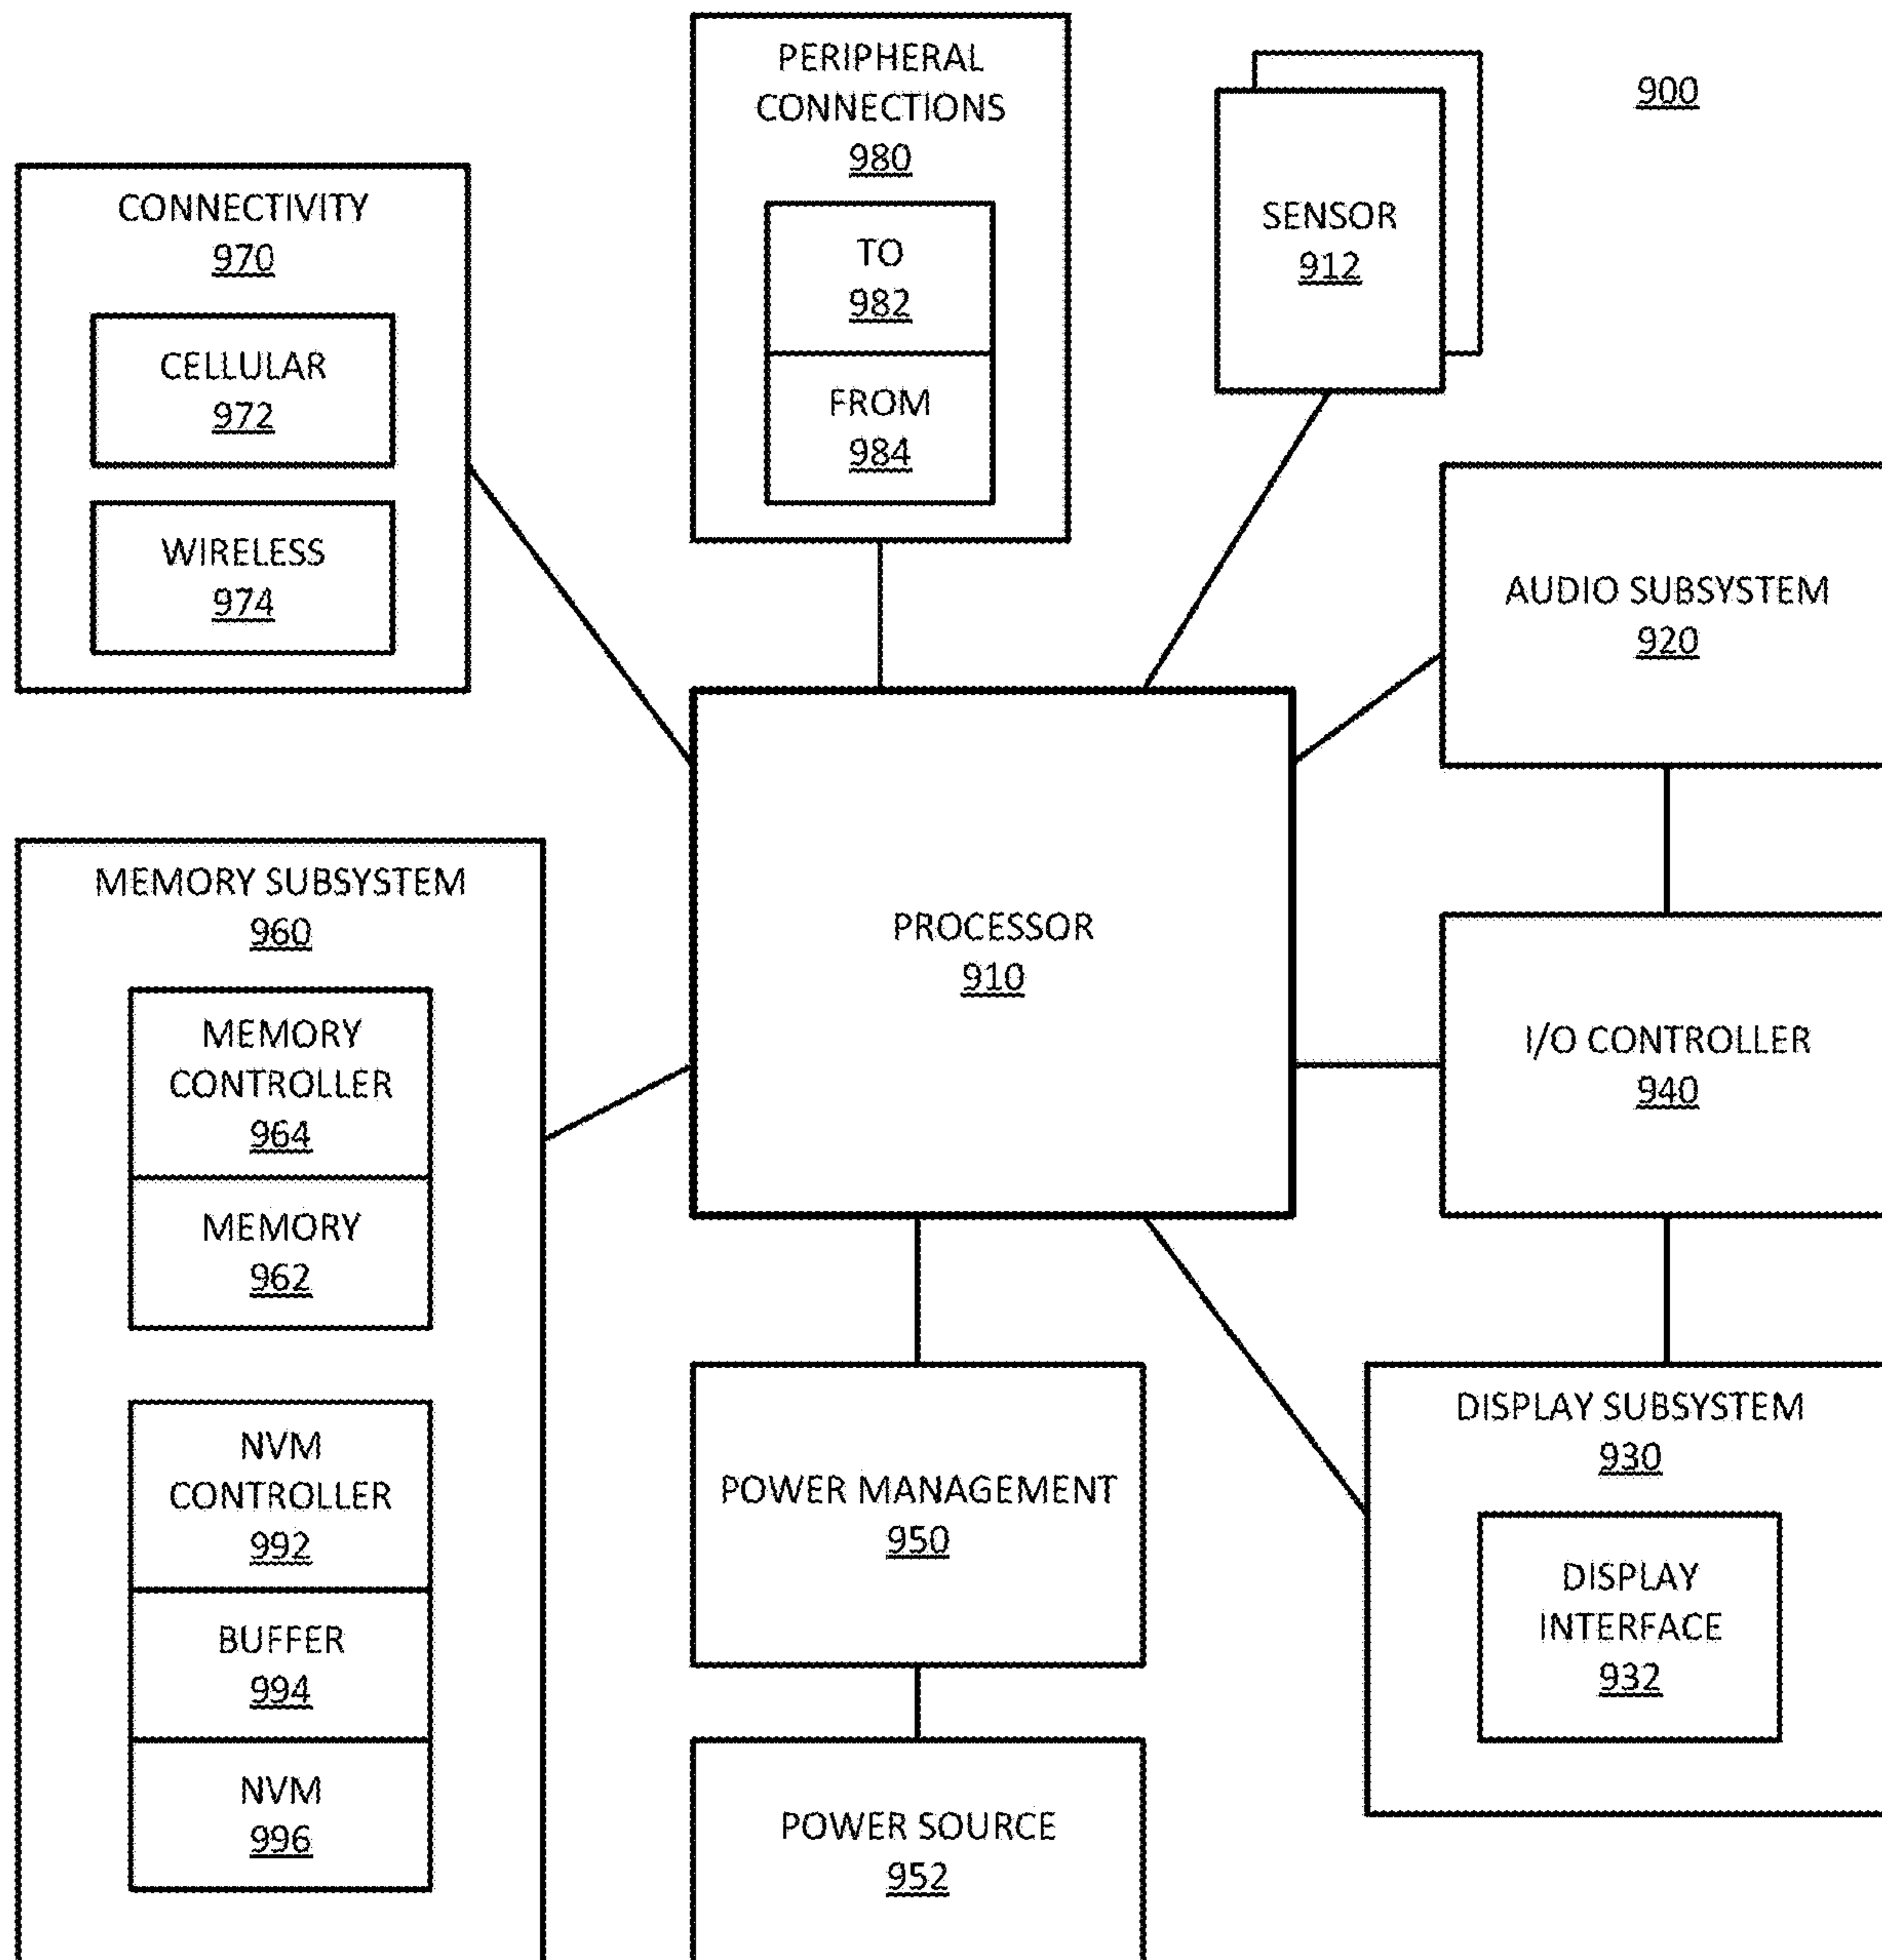 PERIPHERAL
CONNECTIONS
980
TO
982
FROM
984
SENSOR
912
900
CONNECTIVITY
970
CELLULAR
972
WIRELESS
974
AUDIO SUBSYSTEM
920
MEMORY SUBSYSTEM
960
MEMORY
CONTROLLER
964
MEMORY
962
NVM
CONTROLLER
992
BUFFER
994
NVM
996
PROCESSOR
910
I/O CONTROLLER
940
POWER MANAGEMENT
950
POWER SOURCE
952
DISPLAY SUBSYSTEM
930
DISPLAY
INTERFACE
932